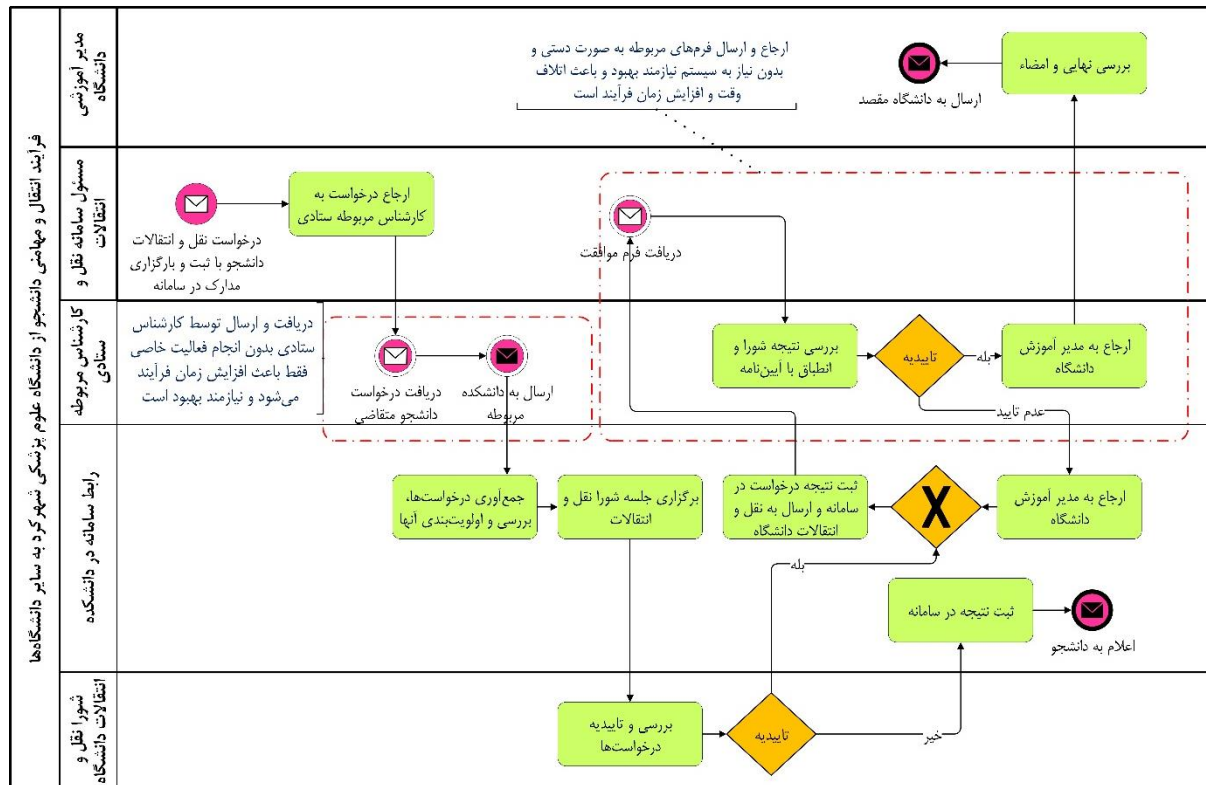 فرآیند انتقال و مهامنی دانشجو از دانشگاه علوم پزشکی شهرکرد به سایر دانشگاه‌ها
مدیر آموزشی
دانشگاه
ارجاع و ارسال فرم‌های مربوطه به صورت دستی و
بدون نیاز به سیستم نیازمند بهبود و باعث اتلاف
وقت و افزایش زمان فرآیند است
ارسال به دانشگاه مقصد
بررسی نهایی و امضاء
مسئول سامانه نقل و
انتقالات
درخواست نقل و انتقالات
دانشجو با ثبت و بارگزاری
مدارک در سامانه
ارجاع درخواست به
کارشناس مربوطه ستادی
دریافت فرم موافقت
کارشناس مربوطه
ستادی
دریافت و ارسال توسط کارشناس
ستادی بدون انجام فعالیت خاصی
فقط باعث افزایش زمان فرآیند
می‌شود و نیازمند بهبود است
دریافت درخواست
دانشجو متقاضی
ارسال به دانشکده
مربوطه
بررسی نتیجه شورا و
انطباق با آیین‌نامه
تاییدیه
بله
ارجاع به مدیر آموزش
دانشگاه
عدم تایید
رابط سامانه در دانشکده
جمع‌آوری درخواست‌ها،
بررسی و اولویت‌بندی آنها
برگزاری جلسه شورا نقل و
انتقالات
ثبت نتیجه درخواست در
سامانه و ارسال به نقل و
انتقالات دانشگاه
X
ارجاع به مدیر آموزش
دانشگاه
بله
ثبت نتیجه در سامانه
اعلام به دانشجو
شورا نقل و
انتقالات دانشگاه
بررسی و تاییدیه
درخواست‌ها
تاییدیه
خیر